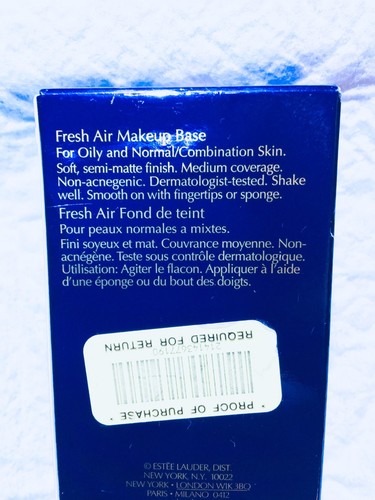 Fresh Air Makeup Base
For Oily and Normal/Combination Skin.
Soft, semi-matte finish. Medium coverage.
Non-acnegenic. Dermatologist-tested. Shake
well. Smooth on with fingertips or sponge.
Fresh Air Fond de teint
Pour peaux normales a mixtes.
Fini soyeux et mat. Couvrance moyenne. Non-
acnégène. Teste sous contrôle dermatologique.
Utilisation: Agiter le flacon. Appliquer à l'aide
d'une éponge ou du bout des doigts.
* PROOF OF PURCHASE *
REQUIRED FOR RETURN
© ESTÉE LAUDER, DIST.
NEW YORK, N.Y. 10022
NEW YORK • LONDON W1K3BQ
PARIS • MILANO 0412